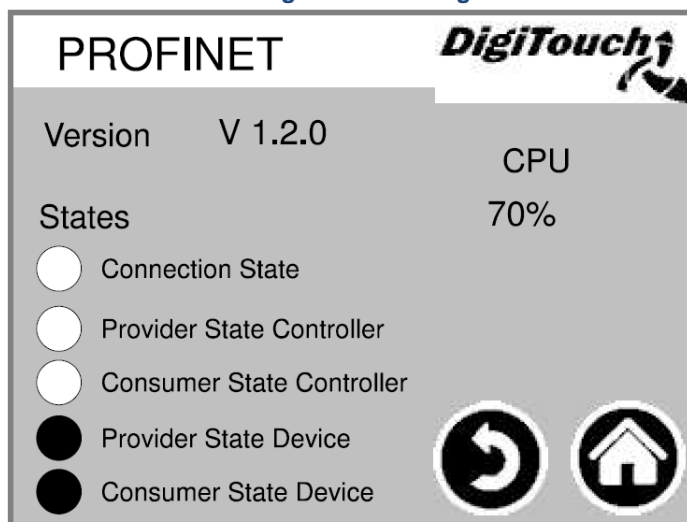 PROFINET
DigiTouch
Version V 1.2.0
CPU
States
70%
Connection State
Provider State Controller
Consumer State Controller
Provider State Device
Consumer State Device